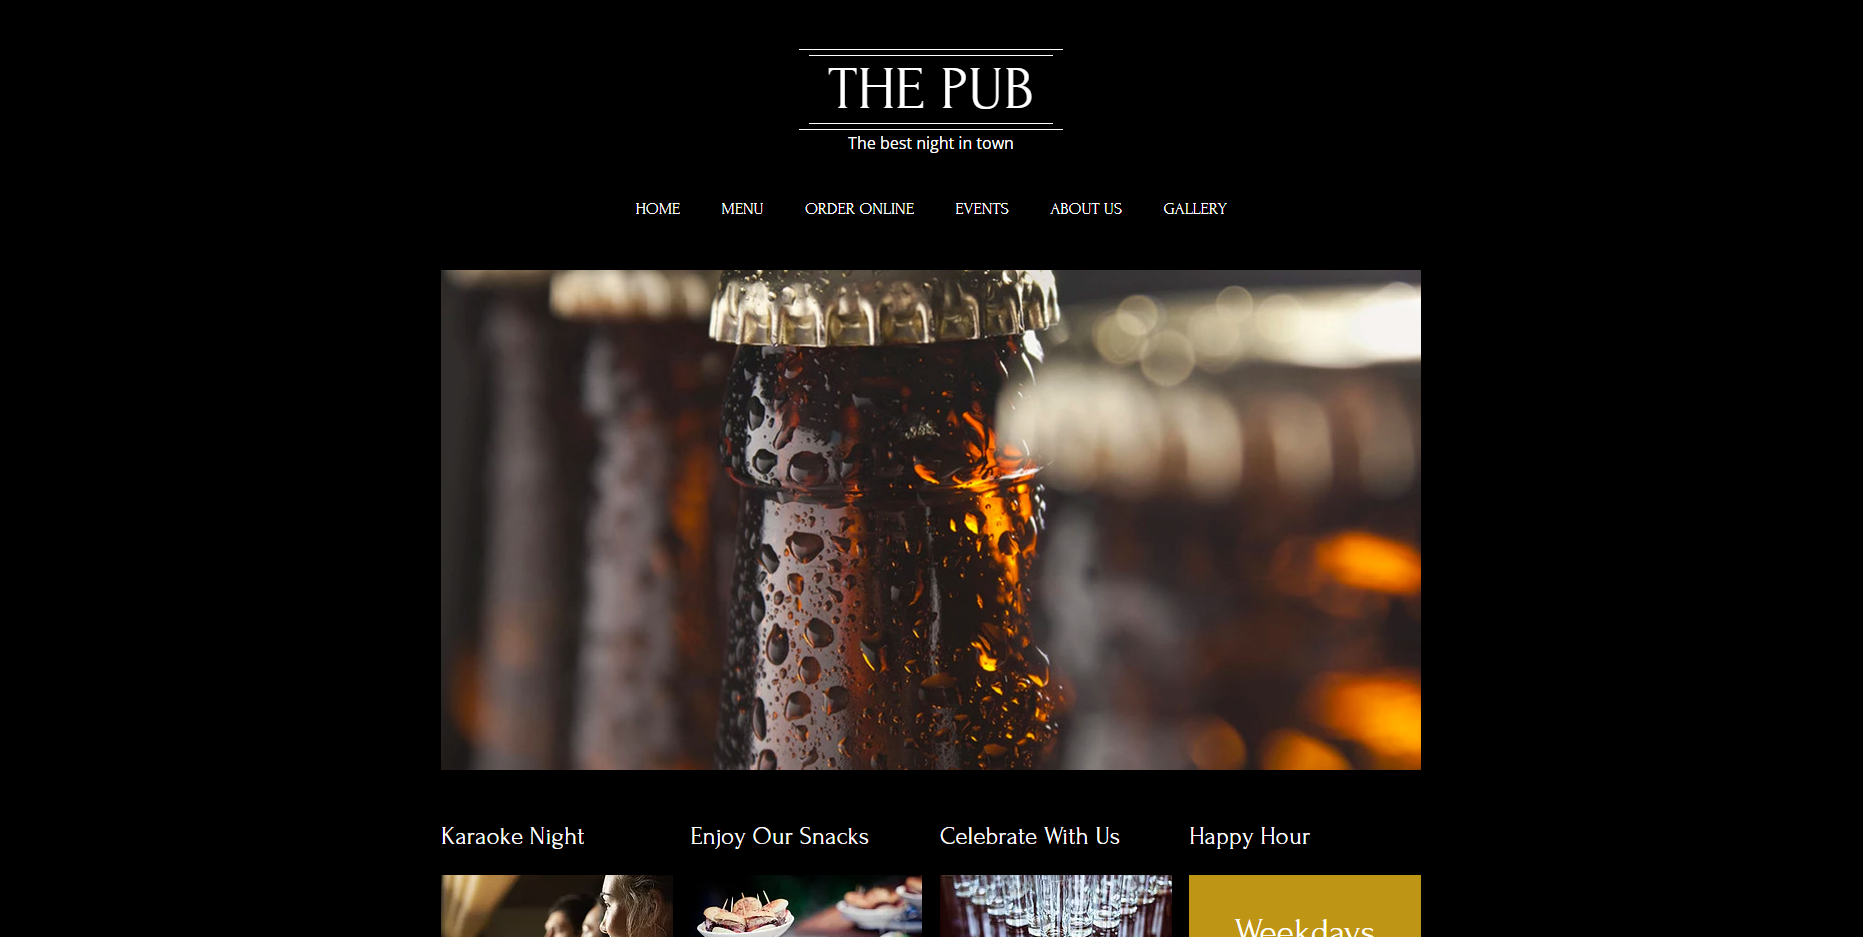 THE PUB
The best night in town
HOME MENU ORDER ONLINE EVENTS ABOUT US GALLERY
Karaoke Night Enjoy Our Snacks Celebrate With Us Happy Hour
Weekdays